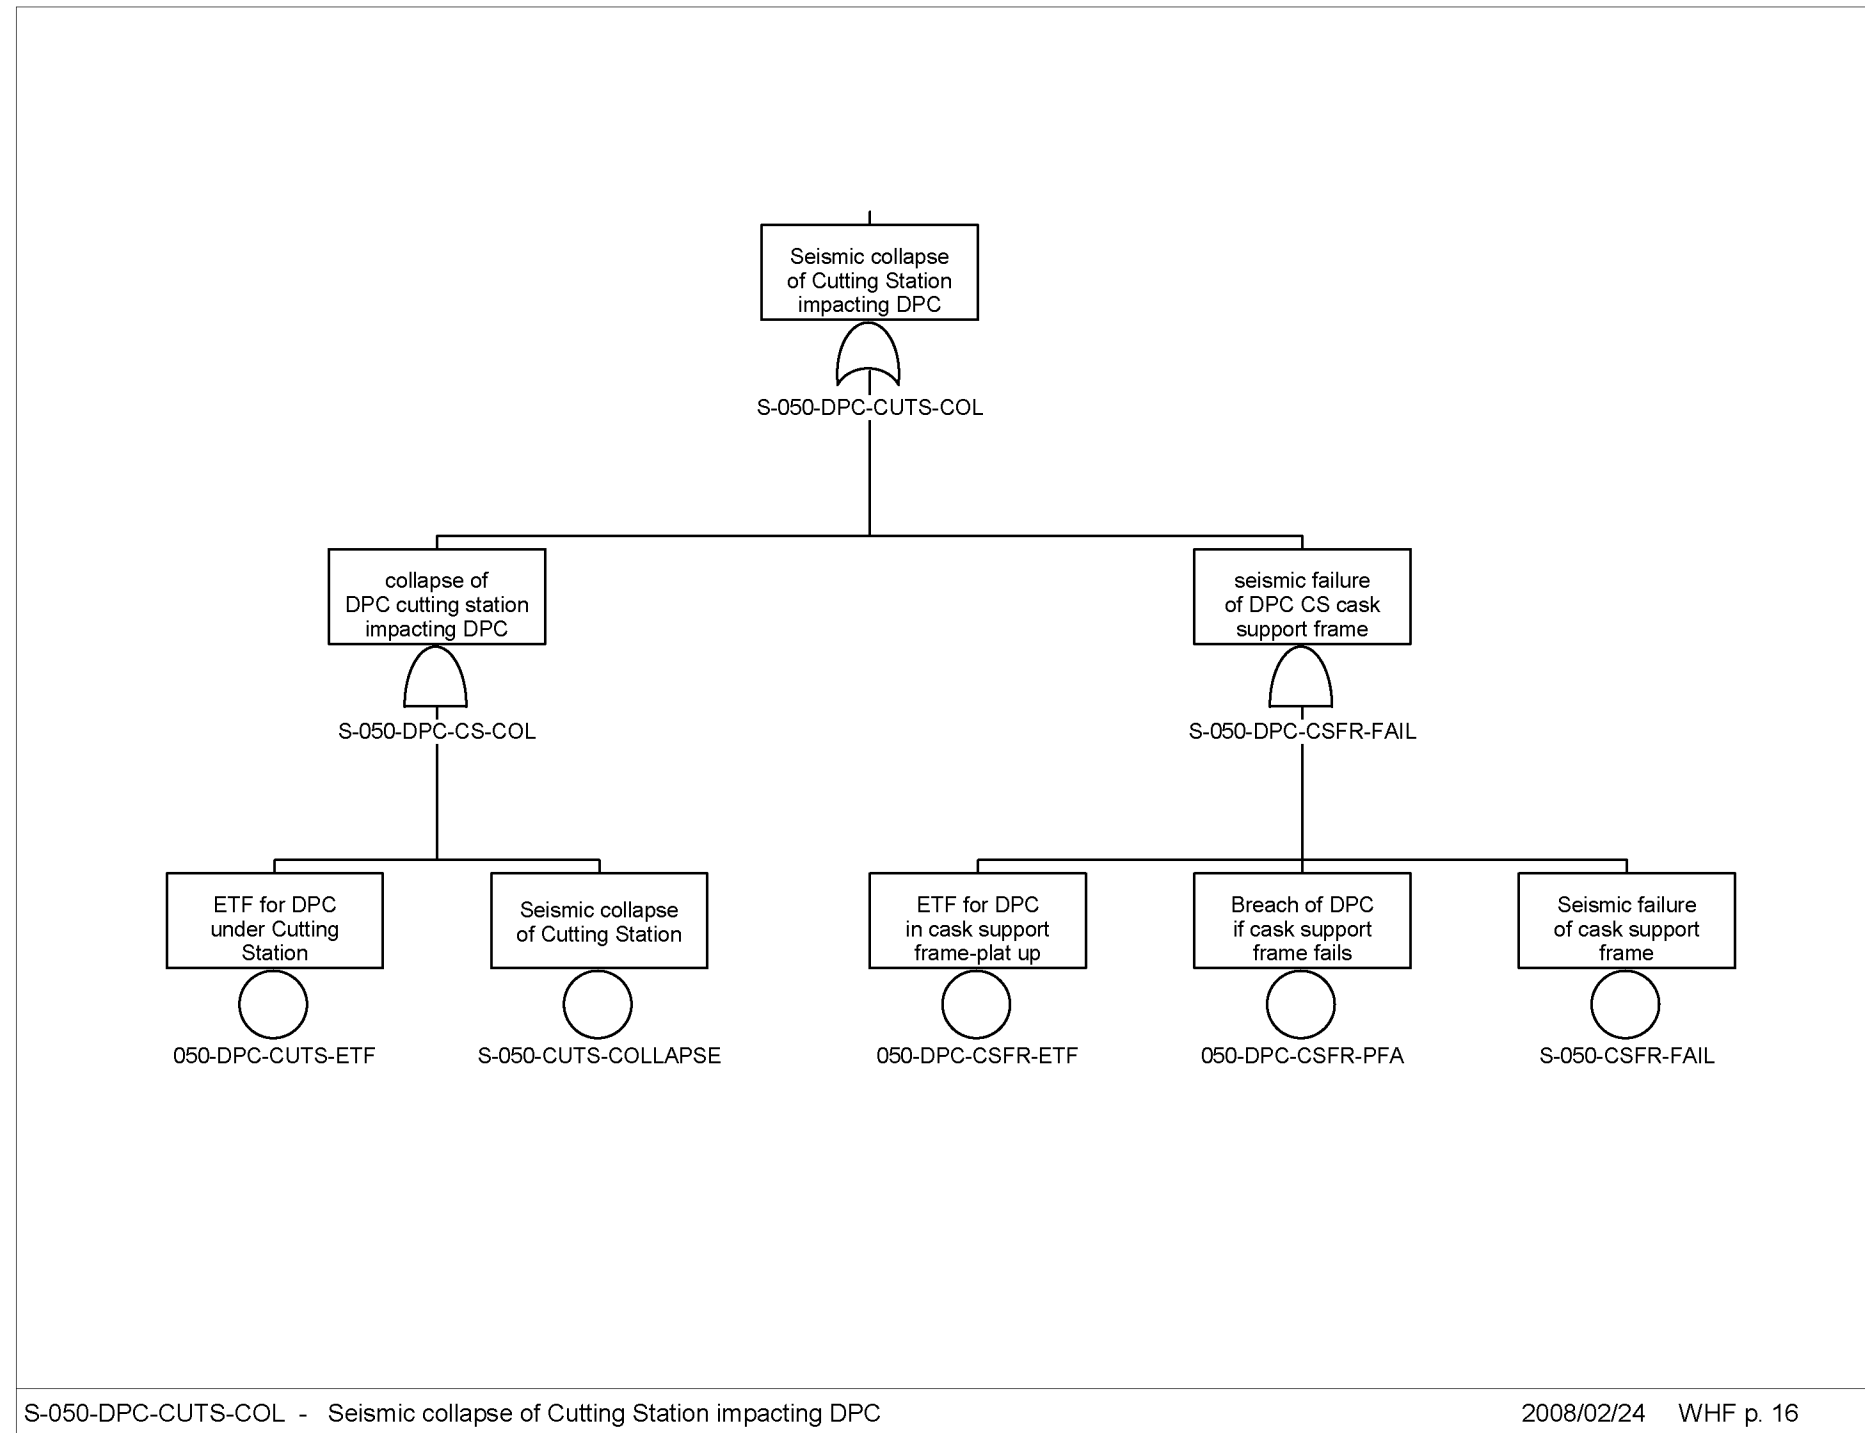 Seismic collapse
of Cutting Station
impacting DPC
S-050-DPC-CUTS-COL
collapse of
DPC cutting station
impacting DPC
S-050-DPC-CS-COL
seismic failure
of DPC CS cask
support frame
S-050-DPC-CSFR-FAIL
ETF for DPC
under Cutting
Station
050-DPC-CUTS-ETF
Seismic collapse
of Cutting Station
S-050-CUTS-COLLAPSE
ETF for DPC
in cask support
frame-plat up
050-DPC-CSFR-ETF
Breach of DPC
if cask support
frame fails
050-DPC-CSFR-PFA
Seismic failure
of cask support
frame
S-050-CSFR-FAIL
S-050-DPC-CUTS-COL - Seismic collapse of Cutting Station impacting DPC
2008/02/24 WHF p. 16